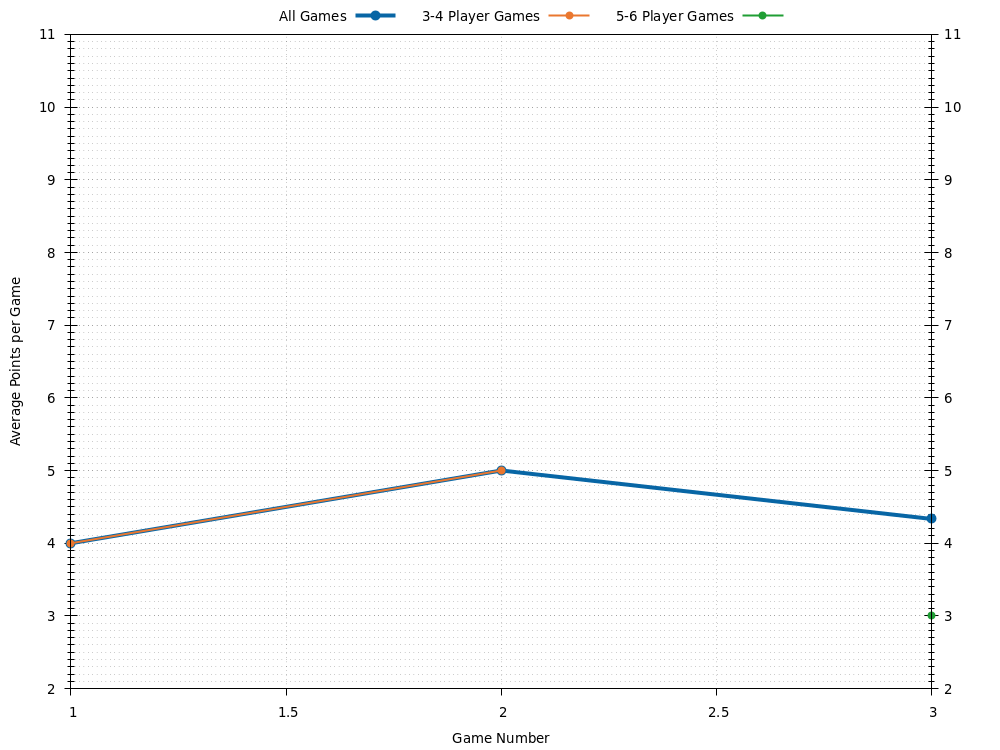 All Games 3-4 Player Games 5-6 Player Games
11 11
10 10
9 9
8 8
7 7
6 6
5 5
4 4
3 3
2 2
1 1.5 2 2.5 3
Game Number
Average Points per Game